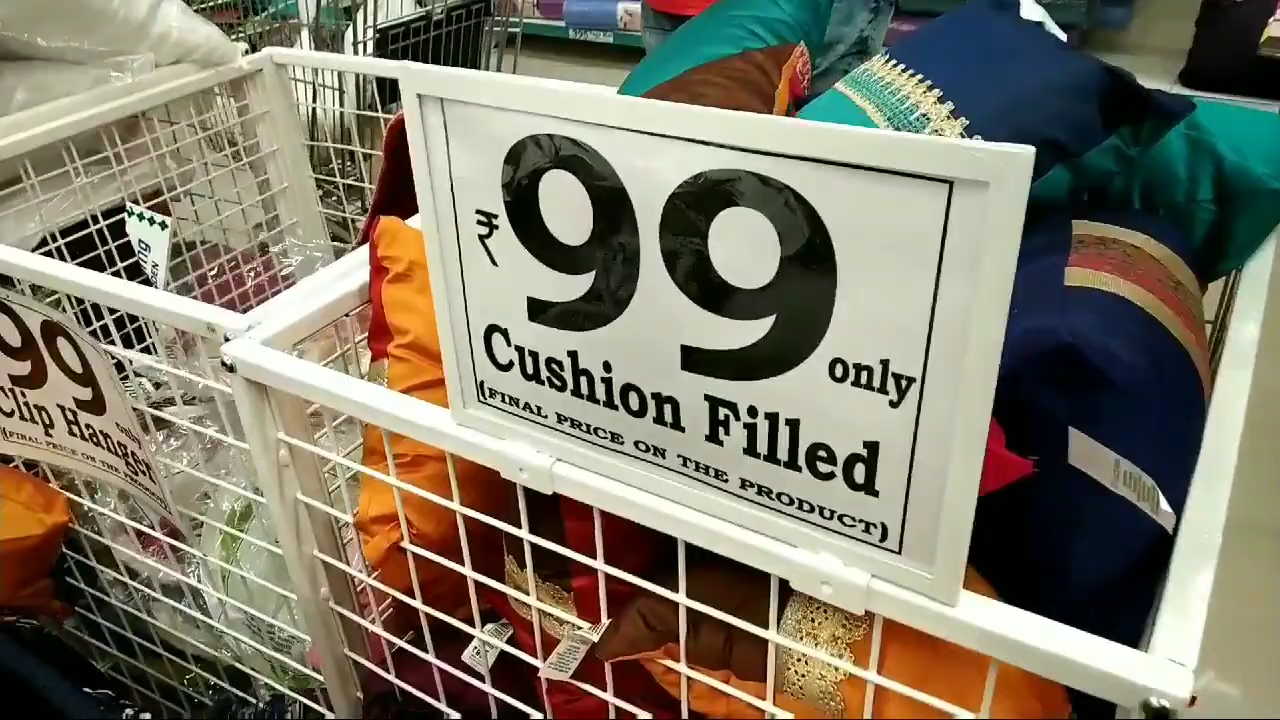 ₹99 only
Cushion Filled
(FINAL PRICE ON THE PRODUCT)
99 only
Clip Hanger
(FINAL PRICE ON THE PRODUCT)